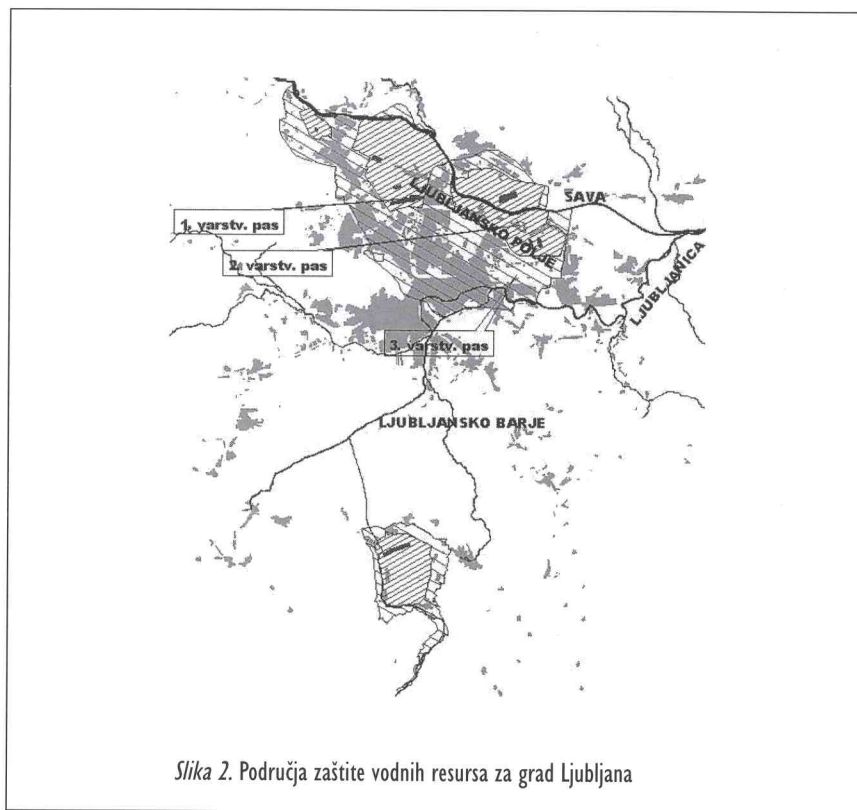 SAVA
LJUBLJANSKO POLJE
1. varstv. pas
2. varstv. pas
LJUBLJANICA
3. varstv. pas
LJUBLJANSKO BARJE
Slika 2. Područja zaštite vodnih resursa za grad Ljubljana